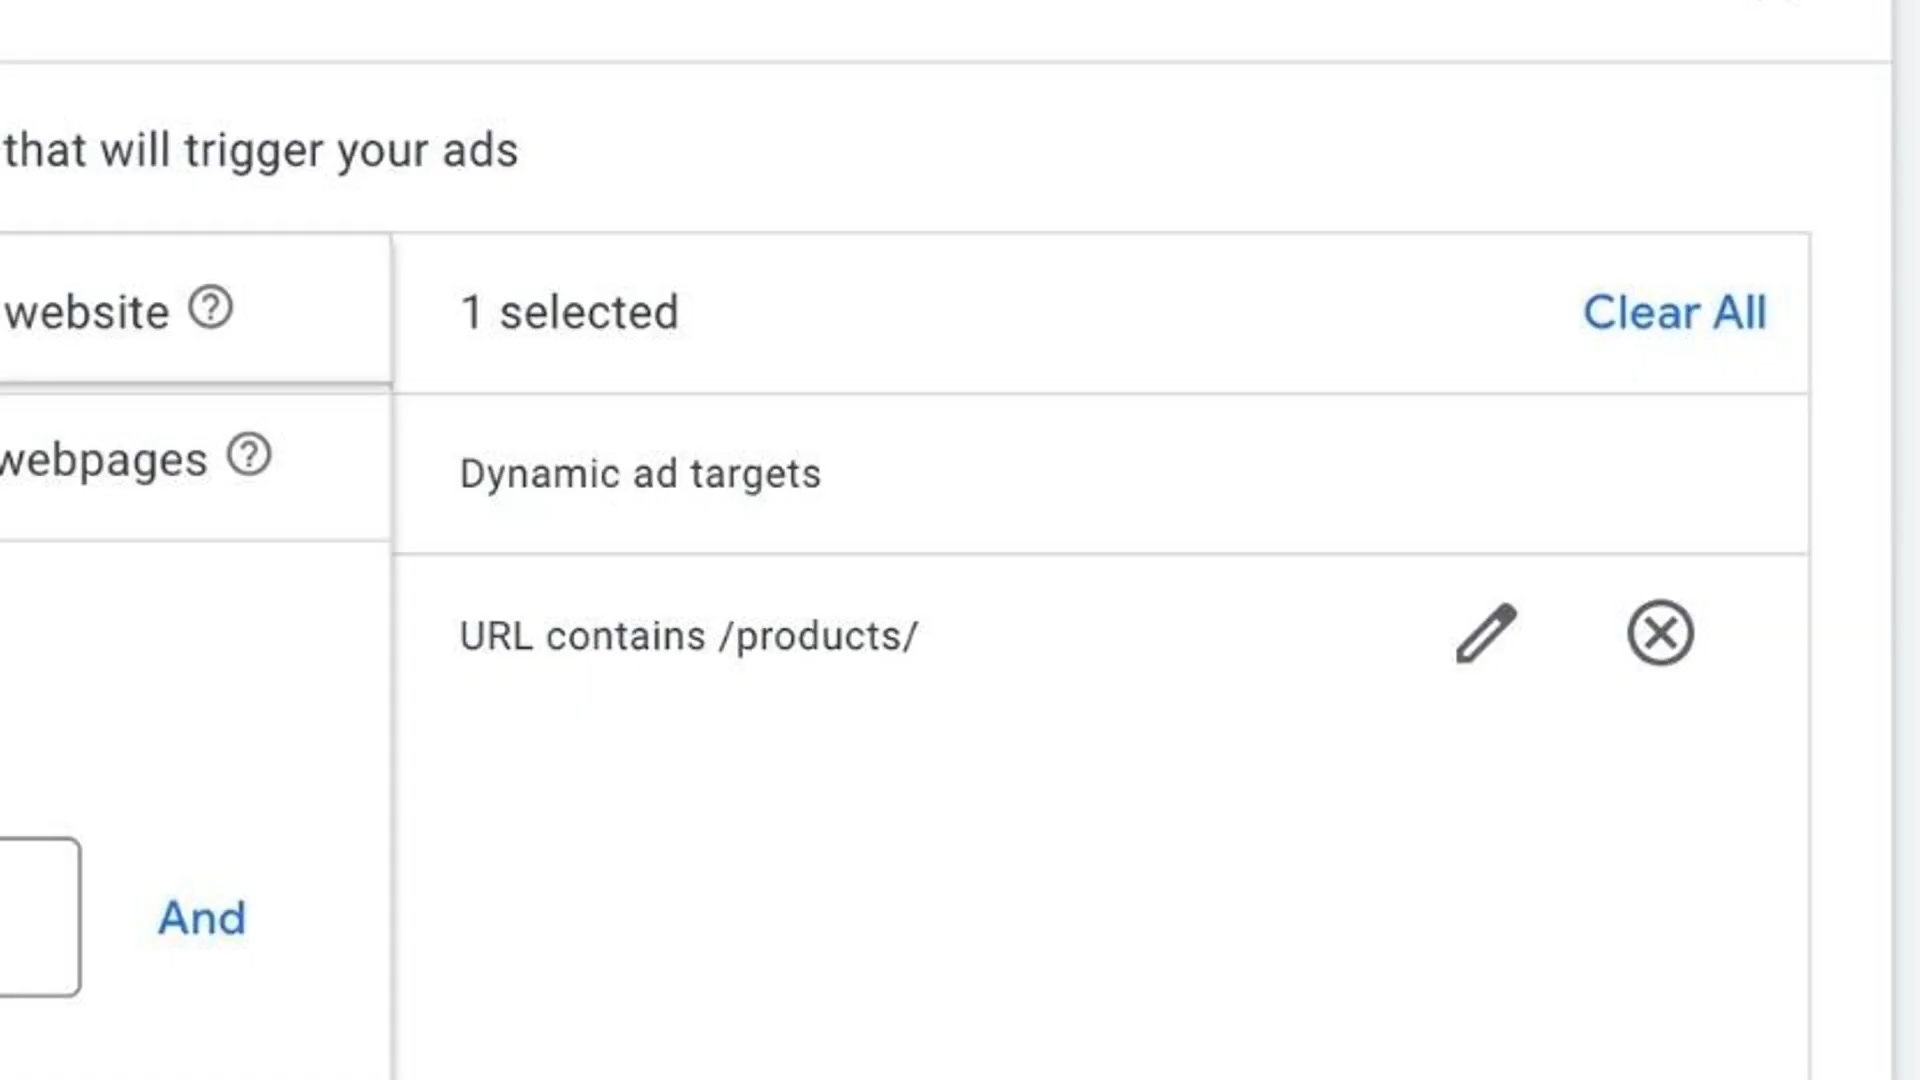 that will trigger your ads
website
1 selected
Clear All
webpages
Dynamic ad targets
URL contains /products/
And